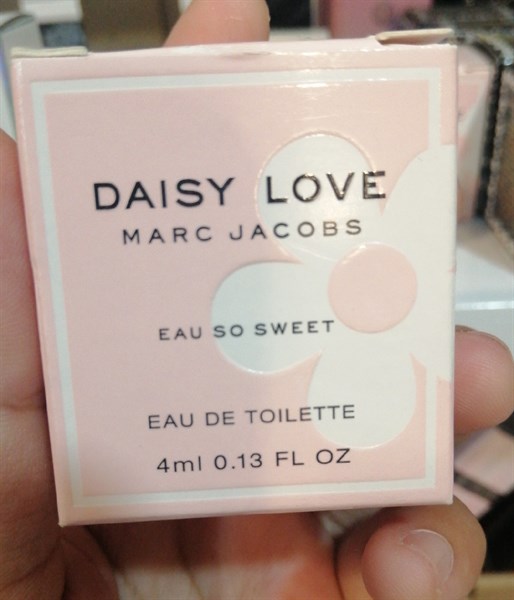 DAISY LOVE
MARC JACOBS
EAU SO SWEET
EAU DE TOILETTE
4ml 0.13 FL OZ